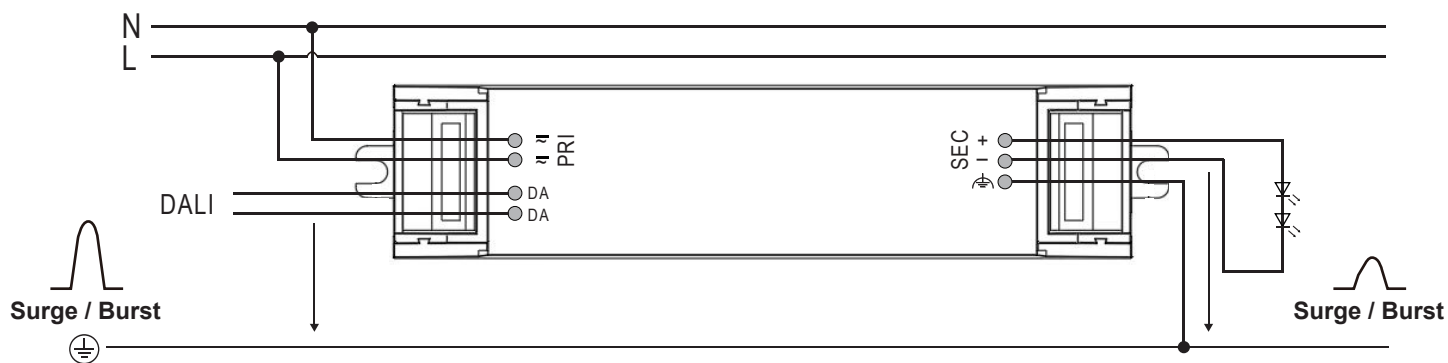 N
L
≂ PRI
≂
SEC +
−
DALI
DA
DA
Surge / Burst
Surge / Burst